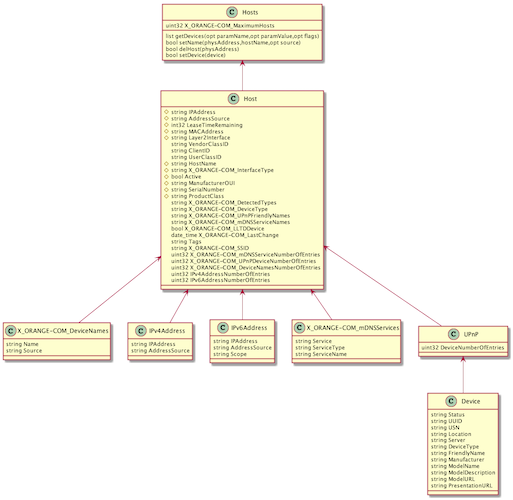 C Hosts
uint32 X_ORANGE-COM_MaximumHosts
list getDevices(opt paramName,opt paramValue,opt flags)
bool setName(physAddress,hostName,opt source)
bool delHost(physAddress)
bool setDevice(device)
C Host
string IPAddress
string AddressSource
int32 LeaseTimeRemaining
string MACAddress
string Layer2Interface
string VendorClassID
string ClientID
string UserClassID
string HostName
string X_ORANGE-COM_InterfaceType
bool Active
string ManufacturerOUI
string SerialNumber
string ProductClass
string X_ORANGE-COM_DetectedTypes
string X_ORANGE-COM_DeviceType
string X_ORANGE-COM_UPnPFriendlyNames
string X_ORANGE-COM_mDNSServiceNames
bool X_ORANGE-COM_LLTDDevice
date_time X_ORANGE-COM_LastChange
string Tags
string X_ORANGE-COM_SSID
uint32 X_ORANGE-COM_mDNSServiceNumberOfEntries
uint32 X_ORANGE-COM_UPnPDeviceNumberOfEntries
uint32 X_ORANGE-COM_DeviceNamesNumberOfEntries
uint32 IPv4AddressNumberOfEntries
uint32 IPv6AddressNumberOfEntries
C X_ORANGE-COM_DeviceNames
string Name
string Source
C IPv4Address
string IPAddress
string AddressSource
C IPv6Address
string IPAddress
string AddressSource
string Scope
C X_ORANGE-COM_mDNSServices
string Service
string ServiceType
string ServiceName
C UPnP
uint32 DeviceNumberOfEntries
C Device
string Status
string UUID
string USN
string Location
string Server
string DeviceType
string FriendlyName
string Manufacturer
string ModelName
string ModelDescription
string ModelURL
string PresentationURL